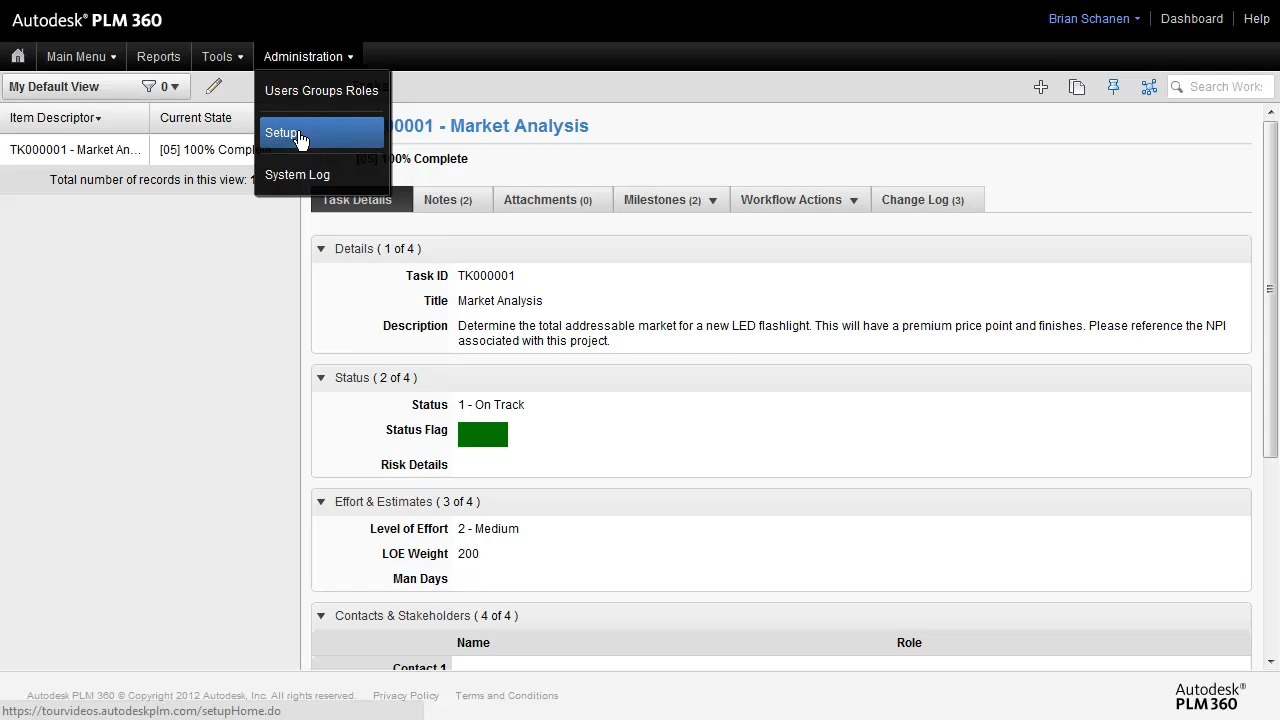 Autodesk® PLM 360
Brian Schanen
Dashboard
Help
Main Menu
Reports
Tools
Administration
My Default View
0
Users Groups Roles
Search Work
Item Descriptor
Current State
Setup
0001 - Market Analysis
TK000001 - Market An...
[05] 100% Comple
[05] 100% Complete
Total number of records in this view:
System Log
Task Details
Notes (2)
Attachments (0)
Milestones (2)
Workflow Actions
Change Log (3)
Details ( 1 of 4 )
Task ID TK000001
Title Market Analysis
Description Determine the total addressable market for a new LED flashlight. This will have a premium price point and finishes. Please reference the NPI
associated with this project.
Status ( 2 of 4 )
Status 1 - On Track
Status Flag
Risk Details
Effort & Estimates ( 3 of 4 )
Level of Effort 2 - Medium
LOE Weight 200
Man Days
Contacts & Stakeholders ( 4 of 4 )
Name Role
Contact 1
Autodesk PLM 360 © Copyright 2012 Autodesk, Inc. All rights reserved. Privacy Policy Terms and Conditions
Autodesk®
PLM 360
https://tourvideos.autodeskplm.com/setupHome.do